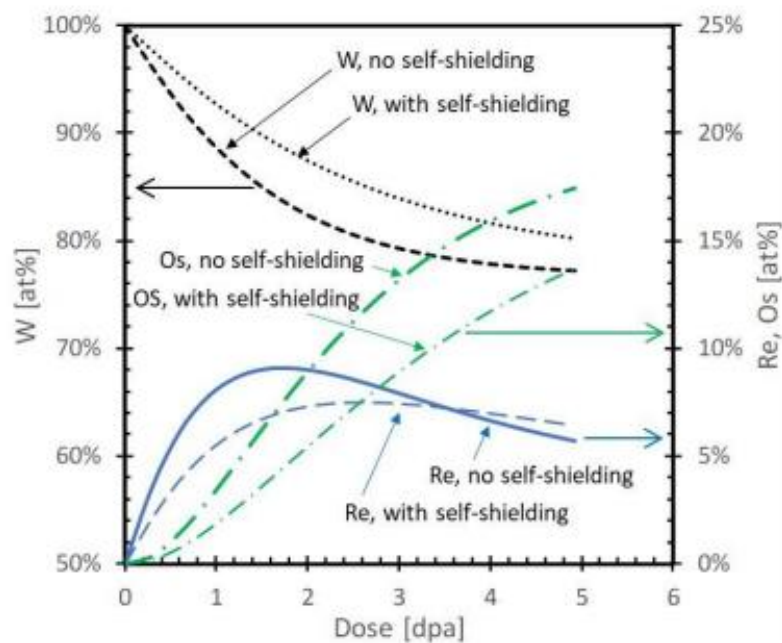 100%
90%
80%
70%
60%
50%
W [at%]
25%
20%
15%
10%
5%
0%
Re, Os [at%]
W, no self-shielding
W, with self-shielding
Os, no self-shielding
OS, with self-shielding
Re, no self-shielding
Re, with self-shielding
0 1 2 3 4 5 6
Dose [dpa]